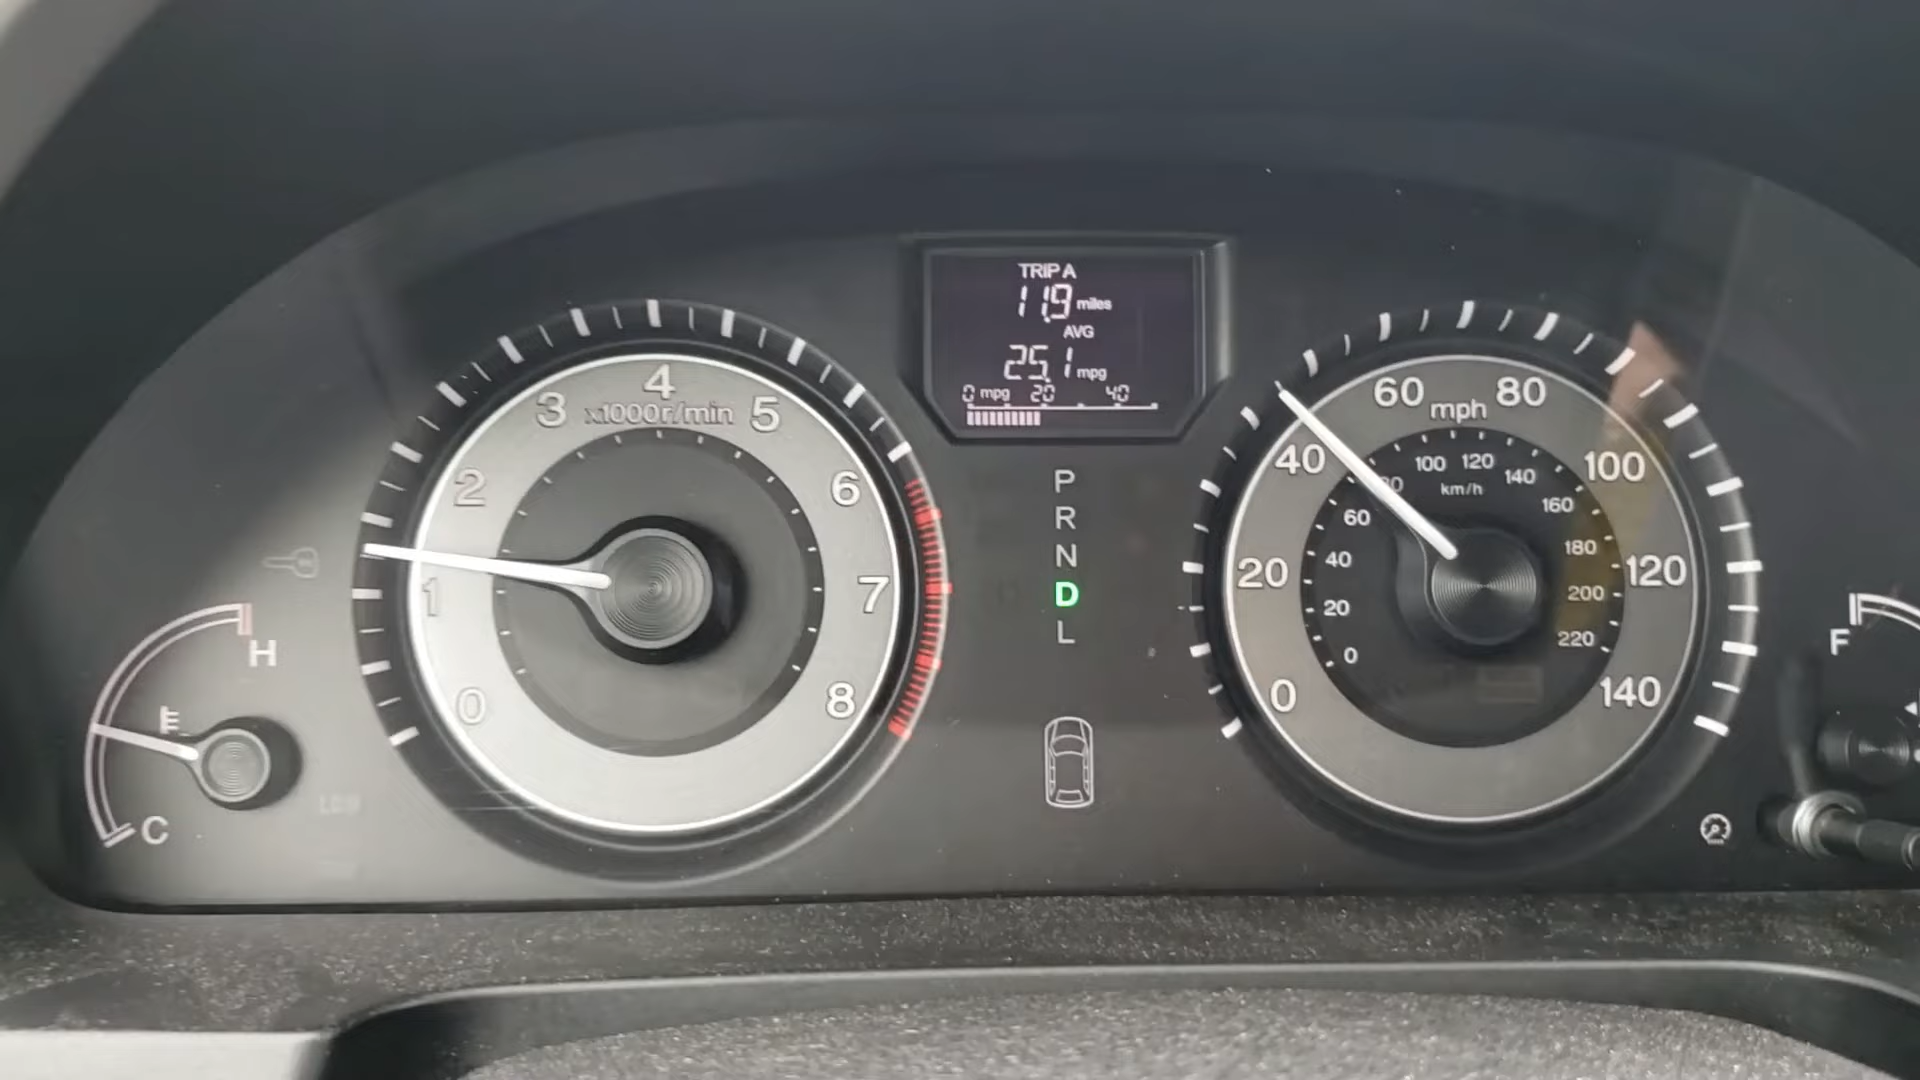 TRIP A
11.9 miles
AVG
25.1 mpg
0 mpg 20 40
x1000r/min
0 1 2 3 4 5 6 7 8
P
R
N
D
L
H
C
mph
0 20 40 60 80 100 120 140
km/h
0 20 40 60 80 100 120 140 160 180 200 220
F